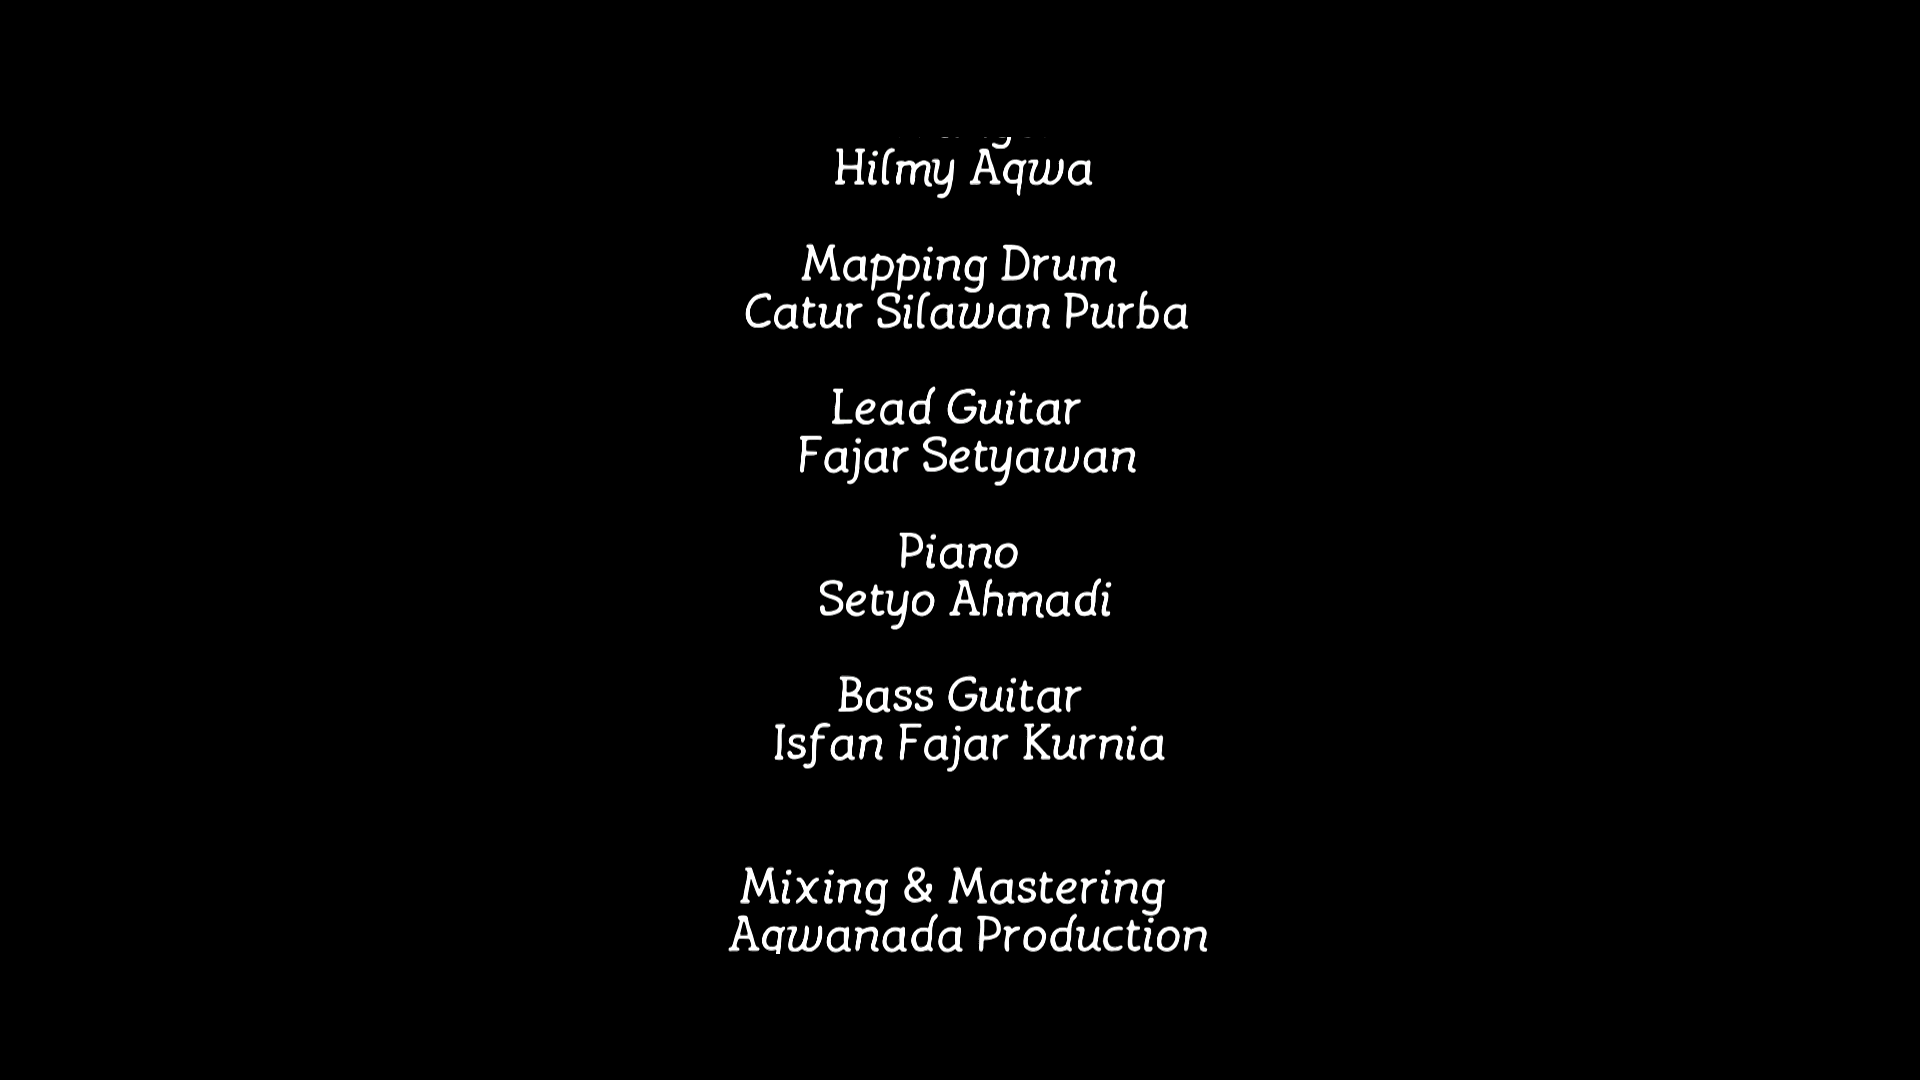 Hilmy Aqwa
Mapping Drum
Catur Silawan Purba
Lead Guitar
Fajar Setyawan
Piano
Setyo Ahmadi
Bass Guitar
Isfan Fajar Kurnia
Mixing & Mastering
Aqwanada Production